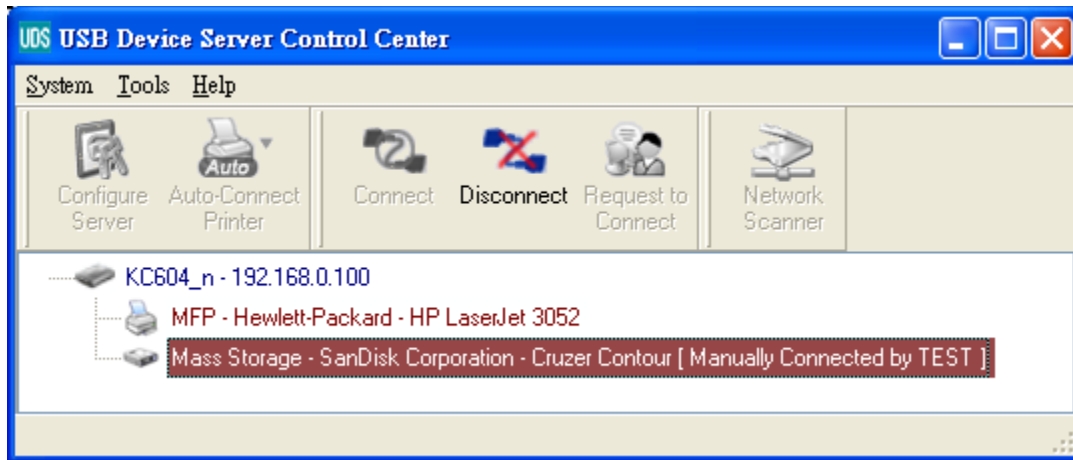 UDS USB Device Server Control Center
System Tools Help
Auto
Configure Server
Auto-Connect Printer
Connect
Disconnect
Request to Connect
Network Scanner
KC604_n - 192.168.0.100
MFP - Hewlett-Packard - HP LaserJet 3052
Mass Storage - SanDisk Corporation - Cruzer Contour [ Manually Connected by TEST ]